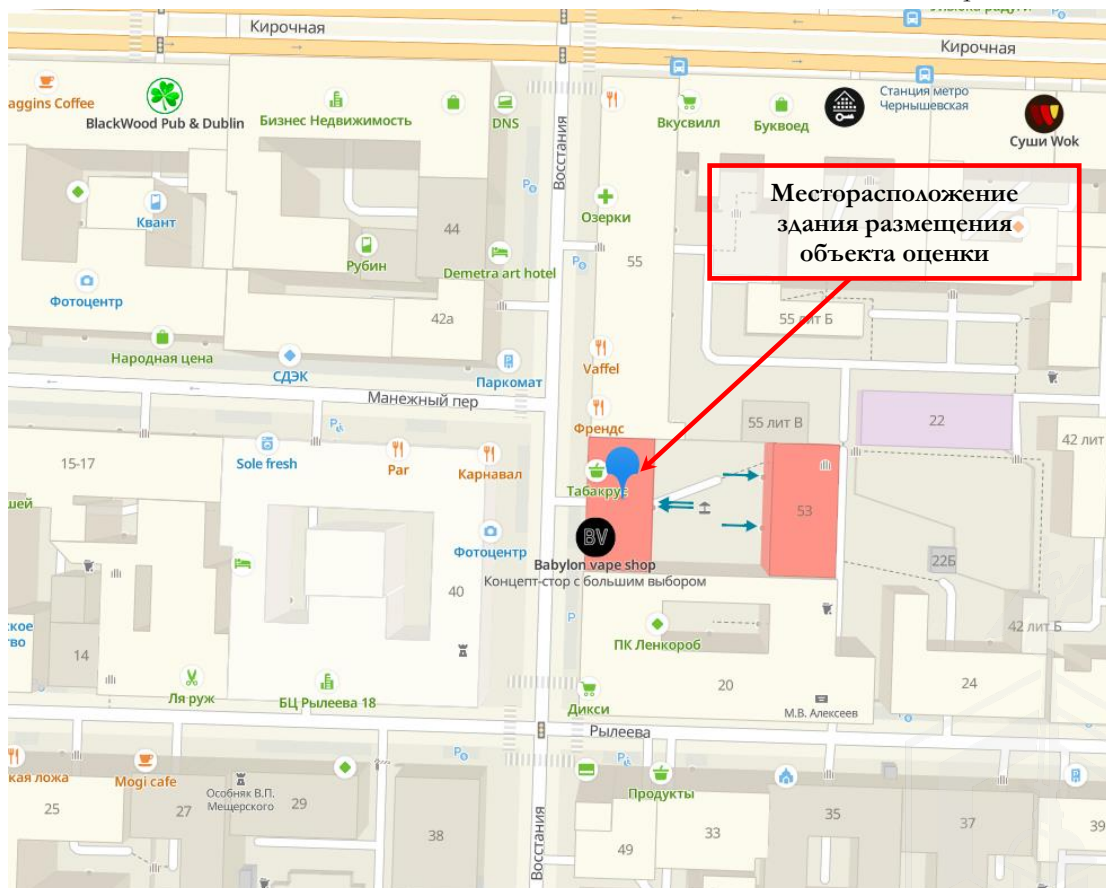 Кирочная
Кирочная
aggins Coffee
BlackWood Pub & Dublin
Бизнес Недвижимость
DNS
Вкусвилл
Буквоед
Станция метро
Чернышевская
Суши Wok
Восстания
Месторасположение
здания размещения
объекта оценки
Квант
44
Рубин
Озерки
55
Demetra art hotel
Фотоцентр
42а
55 лит Б
Народная цена
СДЭК
Паркомат
Vaffel
Манежный пер
Френдс
55 лит В
22
42 лит
15-17
Sole fresh
Par
Карнавал
Табакрус
шей
53
BV
Фотоцентр
Babylon vape shop
Концепт-стор с большим выбором
22Б
40
ское
тво
14
ПК Ленкороб
42 лит Б
Ля руж
БЦ Рылеева 18
Дикси
20
М.В. Алексеев
24
Рылеева
кая ложа
Mogi cafe
Особняк В.П.
Мещерского
Продукты
25
27
29
38
Восстания
49
33
35
37
39